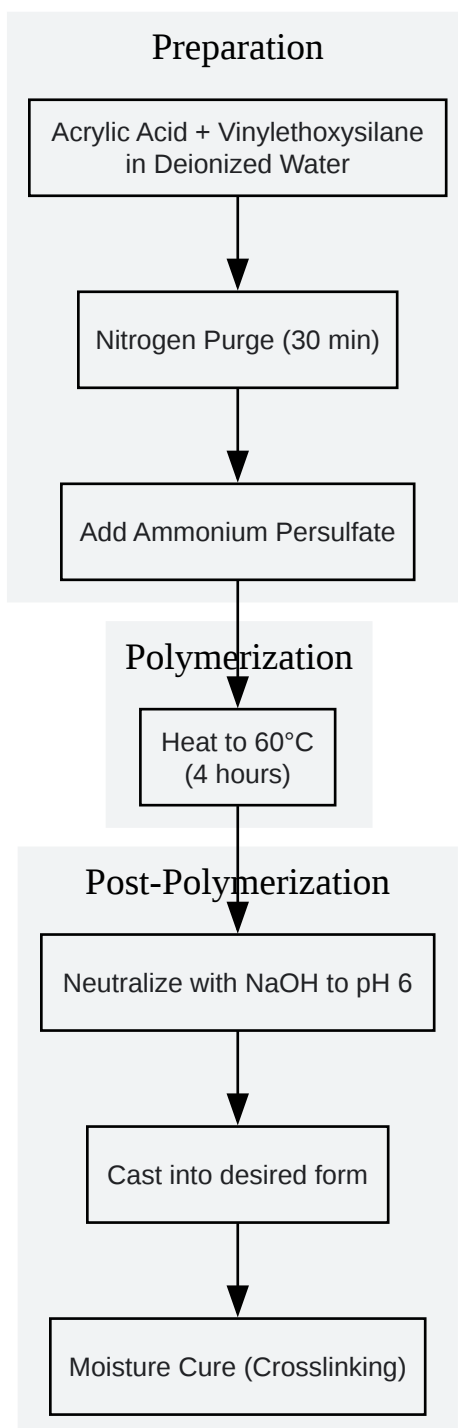 Preparation
Acrylic Acid + Vinylethoxysilane
in Deionized Water
Nitrogen Purge (30 min)
Add Ammonium Persulfate
Polymerization
Heat to 60°C
(4 hours)
Post-Polymerization
Neutralize with NaOH to pH 6
Cast into desired form
Moisture Cure (Crosslinking)